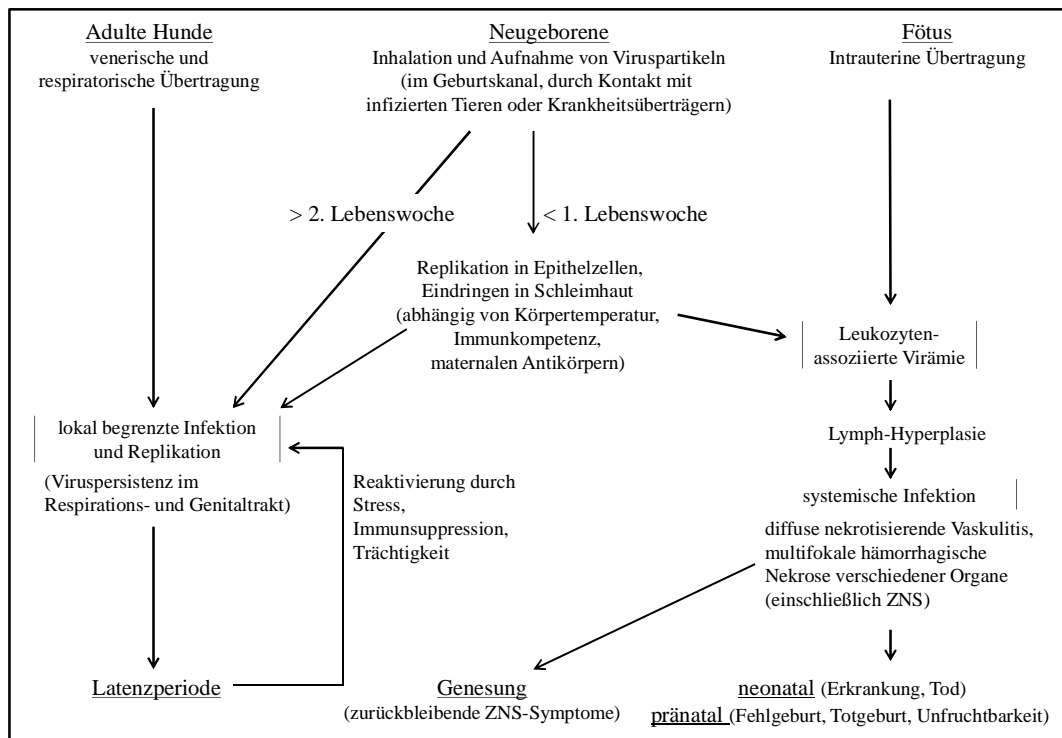 Adulte Hunde
venerische und
respiratorische Übertragung
Neugeborene
Inhalation und Aufnahme von Viruspartikeln
(im Geburtskanal, durch Kontakt mit
infizierten Tieren oder Krankheitsüberträgern)
Fötus
Intrauterine Übertragung
> 2. Lebenswoche
< 1. Lebenswoche
Replikation in Epithelzellen,
Eindringen in Schleimhaut
(abhängig von Körpertemperatur,
Immunkompetenz,
maternalen Antikörpern)
Leukozyten-
assoziierte Virämie
lokal begrenzte Infektion
und Replikation
(Viruspersistenz im
Respirations- und Genitaltrakt)
Reaktivierung durch
Stress,
Immunsuppression,
Trächtigkeit
Lymph-Hyperplasie
systemische Infektion
diffuse nekrotisierende Vaskulitis,
multifokale hämorrhagische
Nekrose verschiedener Organe
(einschließlich ZNS)
Latenzperiode
Genesung
(zurückbleibende ZNS-Symptome)
neonatal (Erkrankung, Tod)
pränatal (Fehlgeburt, Totgeburt, Unfruchtbarkeit)